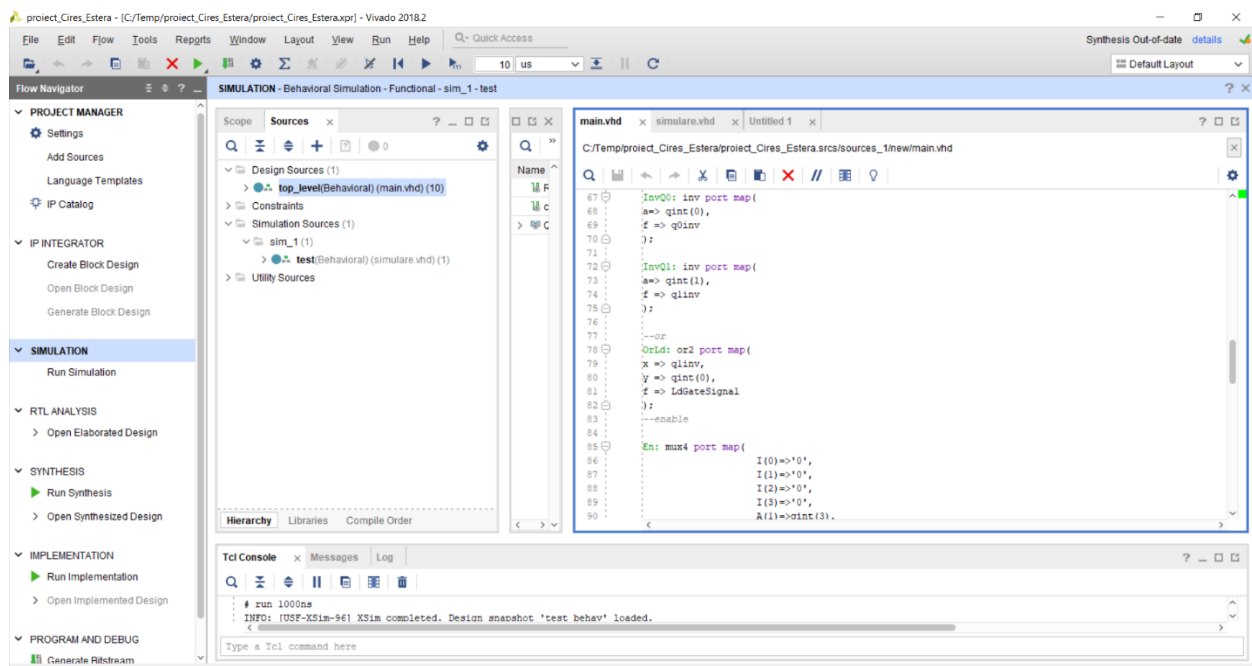 proiect_Cires_Estera - [C:/Temp/proiect_Cires_Estera/proiect_Cires_Estera.xpr] - Vivado 2018.2
File Edit Flow Tools Reports Window Layout View Run Help Quick Access
Synthesis Out-of-date details
10 us
Default Layout
Flow Navigator
PROJECT MANAGER
Settings
Add Sources
Language Templates
IP Catalog
IP INTEGRATOR
Create Block Design
Open Block Design
Generate Block Design
SIMULATION
Run Simulation
RTL ANALYSIS
Open Elaborated Design
SYNTHESIS
Run Synthesis
Open Synthesized Design
IMPLEMENTATION
Run Implementation
Open Implemented Design
PROGRAM AND DEBUG
Generate Bitstream
SIMULATION - Behavioral Simulation - Functional - sim_1 - test
Scope Sources
0
Design Sources (1)
top_level(Behavioral) (main.vhd) (10)
Constraints
Simulation Sources (1)
sim_1 (1)
test(Behavioral) (simulare.vhd) (1)
Utility Sources
Hierarchy Libraries Compile Order
Name
main.vhd simulare.vhd Untitled 1
C:/Temp/proiect_Cires_Estera/proiect_Cires_Estera.srcs/sources_1/new/main.vhd
67 InvQ0: inv port map(
68 a=> qint(0),
69 f => q0inv
70 );
71
72 InvQ1: inv port map(
73 a=> qint(1),
74 f => q1inv
75 );
76
77 --or
78 OrLd: or2 port map(
79 x => q1inv,
80 y => qint(0),
81 f => LdGateSignal
82 );
83 --enable
84
85 En: mux4 port map(
86 I(0)=>'0',
87 I(1)=>'0',
88 I(2)=>'0',
89 I(3)=>'0',
90 A(1)=>qint(3),
Tcl Console Messages Log
# run 1000ns
INFO: [USF-XSim-96] XSim completed. Design snapshot 'test_behav' loaded.
Type a Tcl command here